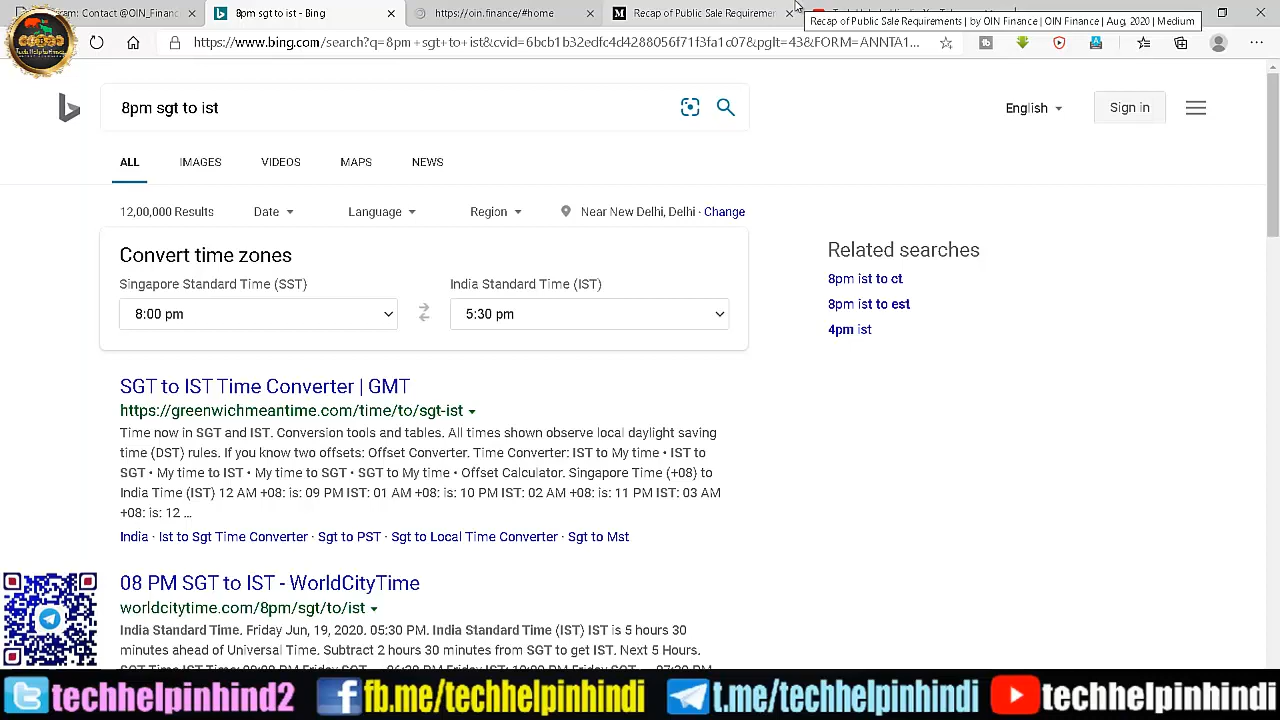 ram: Contact @OIN_Financ
8pm sgt to ist - Bing
https://oin.finance/#home
Recap of Public Sale Requiremen
Recap of Public Sale Requirements | by OIN Finance | OIN Finance | Aug, 2020 | Medium
https://www.bing.com/search?q=8pm+sgt+
English
Sign in
8pm sgt to ist
ALL IMAGES VIDEOS MAPS NEWS
12,00,000 Results Date Language Region Near New Delhi, Delhi · Change
Convert time zones
Singapore Standard Time (SST) India Standard Time (IST)
8:00 pm 5:30 pm
Related searches
8pm ist to ct
8pm ist to est
4pm ist
SGT to IST Time Converter | GMT
https://greenwichmeantime.com/time/to/sgt-ist
Time now in SGT and IST. Conversion tools and tables. All times shown observe local daylight saving
time (DST) rules. If you know two offsets: Offset Converter. Time Converter: IST to My time • IST to
SGT • My time to IST • My time to SGT • SGT to My time • Offset Calculator. Singapore Time (+08) to
India Time (IST) 12 AM +08: is: 09 PM IST: 01 AM +08: is: 10 PM IST: 02 AM +08: is: 11 PM IST: 03 AM
+08: is: 12 ...
India · Ist to Sgt Time Converter · Sgt to PST · Sgt to Local Time Converter · Sgt to Mst
08 PM SGT to IST - WorldCityTime
worldcitytime.com/8pm/sgt/to/ist
India Standard Time. Friday Jun, 19, 2020. 05:30 PM. India Standard Time (IST) IST is 5 hours 30
minutes ahead of Universal Time. Subtract 2 hours 30 minutes from SGT to get IST. Next 5 Hours.
techhelpinhind2 fb.me/techhelpinhindi t.me/techhelpinhindi techhelpinhindi